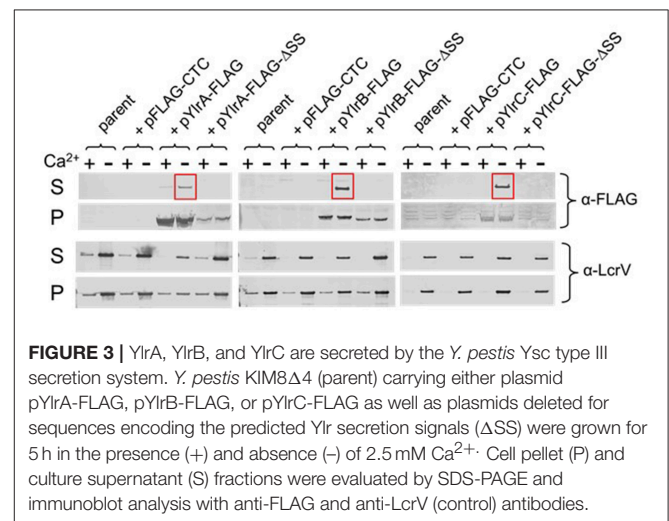 parent
+ pFLAG-CTC
+ pYlrA-FLAG
+ pYlrA-FLAG-ΔSS
parent
+ pFLAG-CTC
+ pYlrB-FLAG
+ pYlrB-FLAG-ΔSS
parent
+ pFLAG-CTC
+ pYlrC-FLAG
+ pYlrC-FLAG-ΔSS
Ca2+ + – + – + – + – + – + – + – + – + – + – + – + –
S
α-FLAG
P
S
α-LcrV
P
FIGURE 3 | YlrA, YlrB, and YlrC are secreted by the Y. pestis Ysc type III
secretion system. Y. pestis KIM8Δ4 (parent) carrying either plasmid
pYlrA-FLAG, pYlrB-FLAG, or pYlrC-FLAG as well as plasmids deleted for
sequences encoding the predicted Ylr secretion signals (ΔSS) were grown for
5 h in the presence (+) and absence (–) of 2.5 mM Ca2+. Cell pellet (P) and
culture supernatant (S) fractions were evaluated by SDS-PAGE and
immunoblot analysis with anti-FLAG and anti-LcrV (control) antibodies.